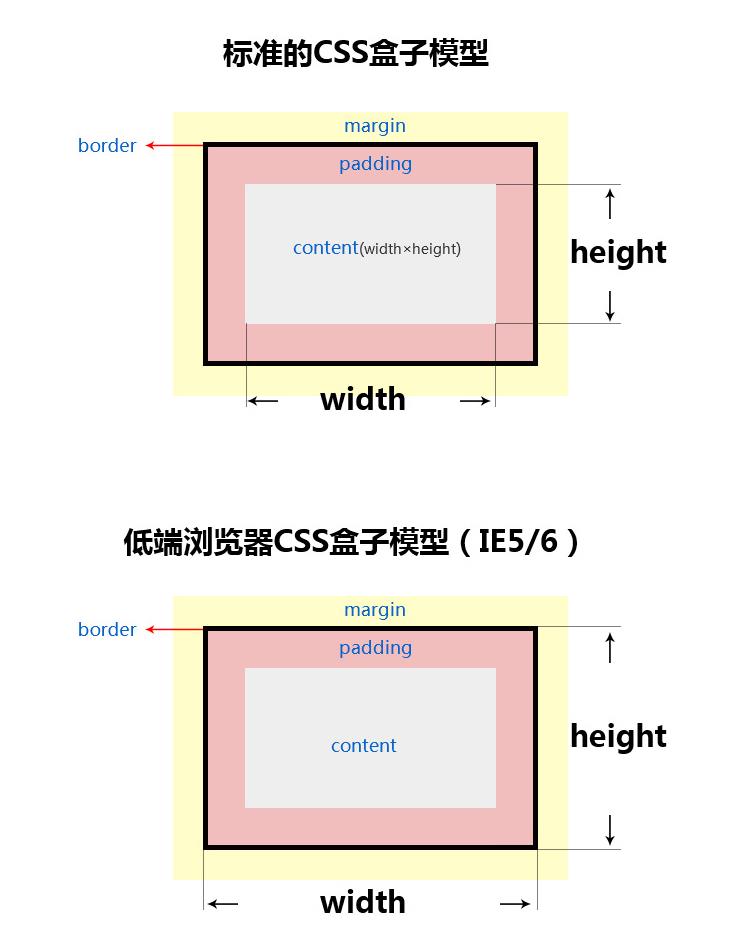 标准的CSS盒子模型
margin
border
padding
content(width×height)
height
width
低端浏览器CSS盒子模型（IE5/6）
margin
border
padding
height
content
width